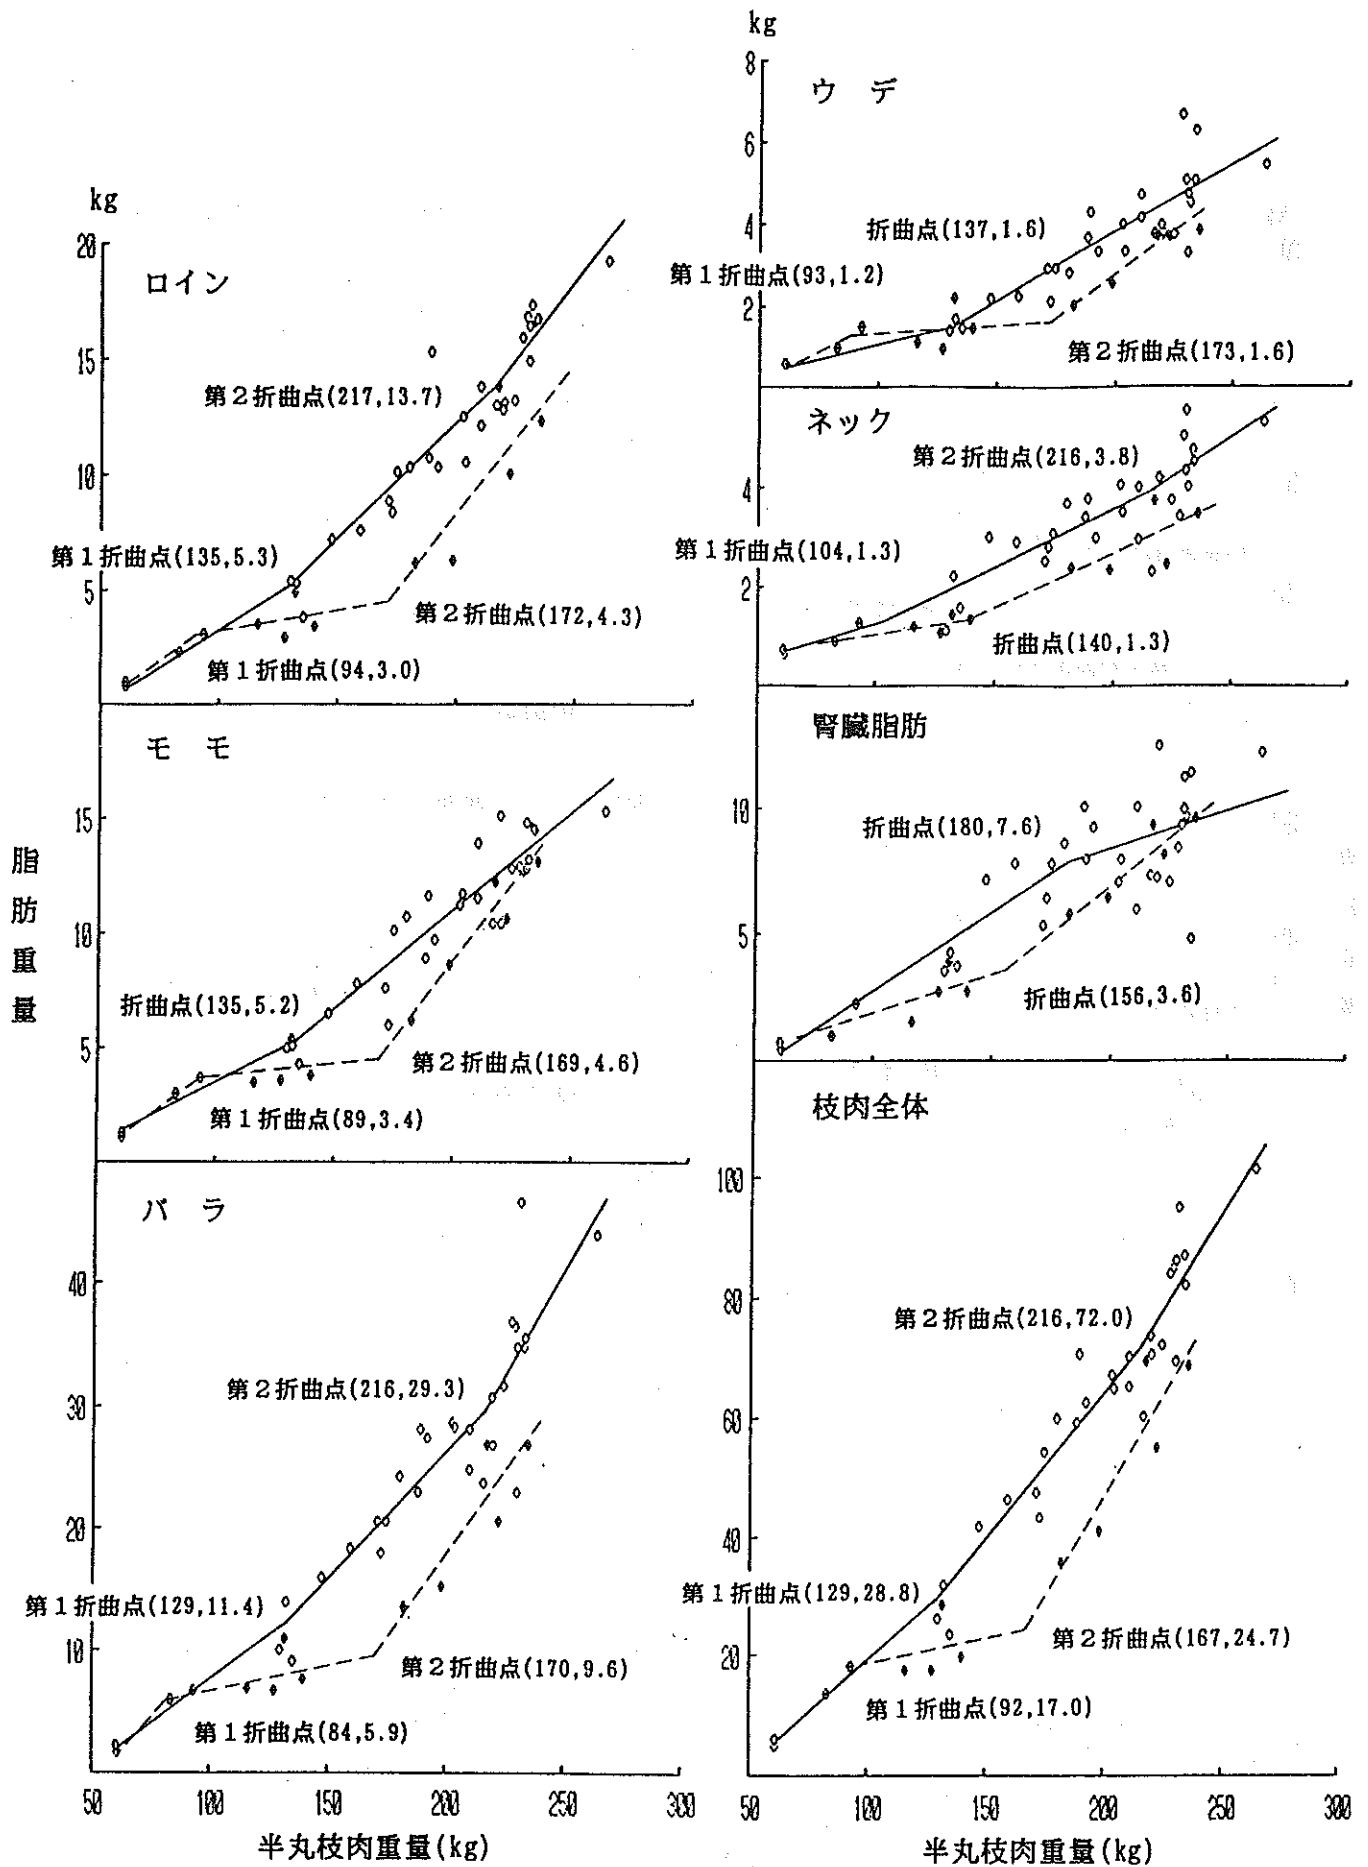 kg
ロイン
20
15
10
5
第2折曲点(217,13.7)
第1折曲点(135,5.3)
第2折曲点(172,4.3)
第1折曲点(94,3.0)
モモ
15
10
5
折曲点(135,5.2)
第2折曲点(169,4.6)
第1折曲点(89,3.4)
脂肪重量
バラ
40
30
20
10
第2折曲点(216,29.3)
第1折曲点(129,11.4)
第2折曲点(170,9.6)
第1折曲点(84,5.9)
50 100 150 200 250 300
半丸枝肉重量(kg)
kg
ウデ
8
6
4
2
折曲点(137,1.6)
第1折曲点(93,1.2)
第2折曲点(173,1.6)
ネック
4
2
第2折曲点(216,3.8)
第1折曲点(104,1.3)
折曲点(140,1.3)
腎臓脂肪
10
5
折曲点(180,7.6)
折曲点(156,3.6)
枝肉全体
100
80
60
40
20
第2折曲点(216,72.0)
第1折曲点(129,28.8)
第2折曲点(167,24.7)
第1折曲点(92,17.0)
50 100 150 200 250 300
半丸枝肉重量(kg)